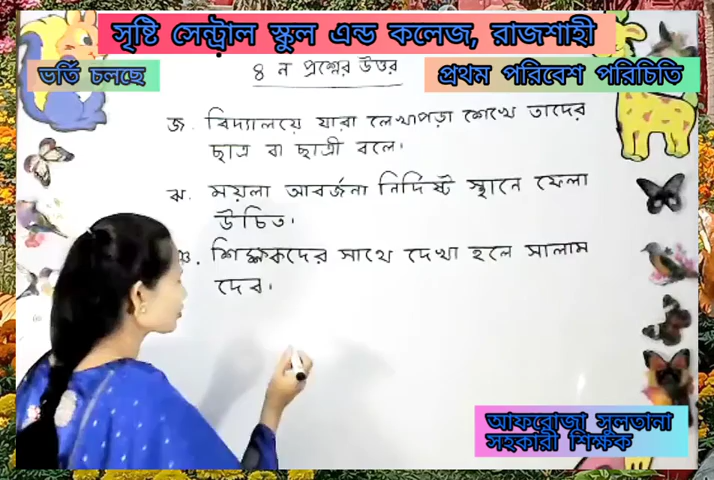 সৃষ্টি সেন্ট্রাল স্কুল এন্ড কলেজ, রাজশাহী
ভর্তি চলছে
৪ ন প্রশ্নের উত্তর
প্রথম পরিবেশ পরিচিতি
জ. বিদ্যালয়ে যারা লেখাপড়া শেখে তাদের
ছাত্র বা ছাত্রী বলে।
ঝ. ময়লা আবর্জনা নির্দিষ্ট স্থানে ফেলা
উচিত।
ঞ. শিক্ষকদের সাথে দেখা হলে সালাম
দেব।
আফরোজা সুলতানা
সহকারী শিক্ষক